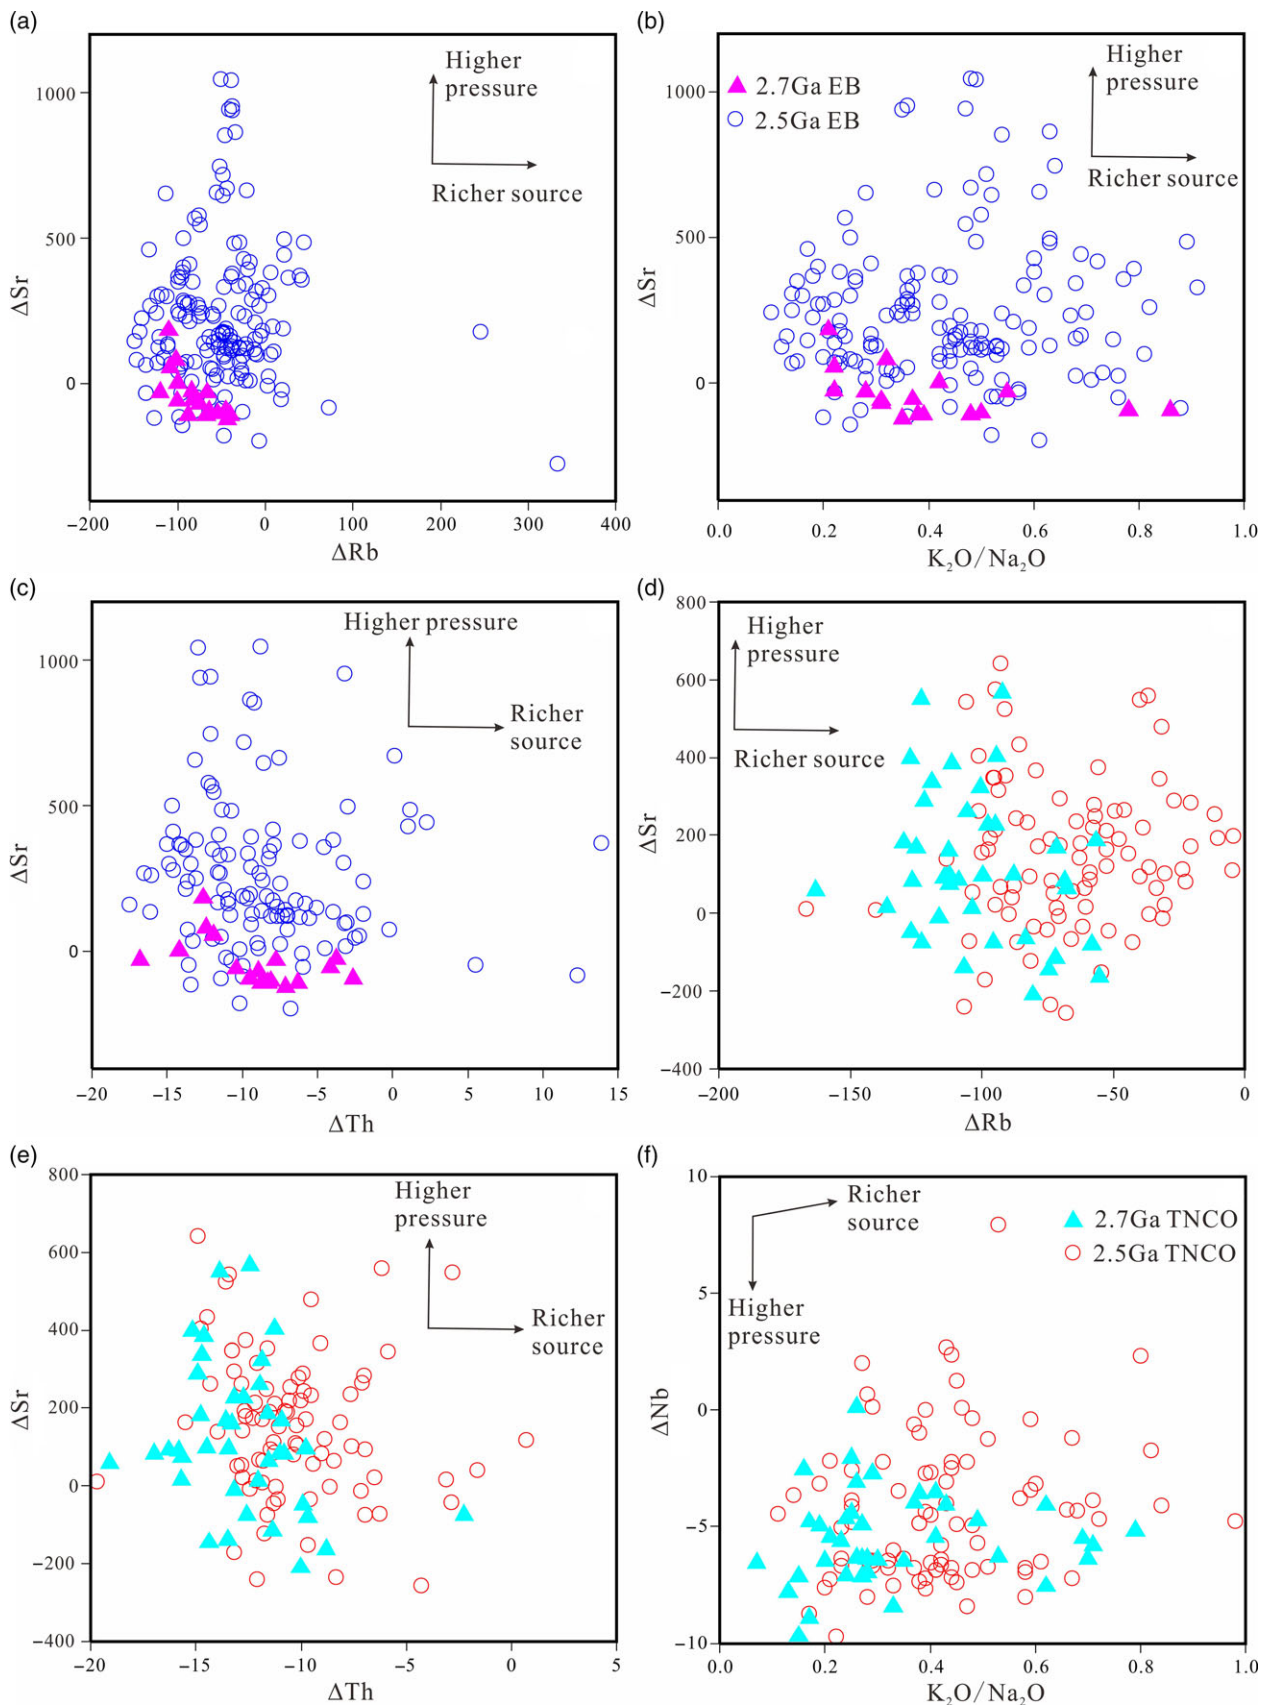 (a)
Higher
pressure
Richer source
1000
500
0
ΔSr
−200
−100
0
100
200
300
400
ΔRb
(b)
2.7Ga EB
2.5Ga EB
Higher
pressure
Richer source
1000
500
0
ΔSr
0.0
0.2
0.4
0.6
0.8
1.0
K₂O/Na₂O
(c)
Higher pressure
Richer
source
1000
500
0
ΔSr
−20
−15
−10
−5
0
5
10
15
ΔTh
(d)
Higher
pressure
Richer source
800
600
400
200
0
−200
−400
ΔSr
−200
−150
−100
−50
0
ΔRb
(e)
Higher
pressure
Richer
source
800
600
400
200
0
−200
−400
ΔSr
−20
−15
−10
−5
0
5
ΔTh
(f)
Richer
source
Higher
pressure
2.7Ga TNCO
2.5Ga TNCO
10
5
0
−5
−10
ΔNb
0.0
0.2
0.4
0.6
0.8
1.0
K₂O/Na₂O